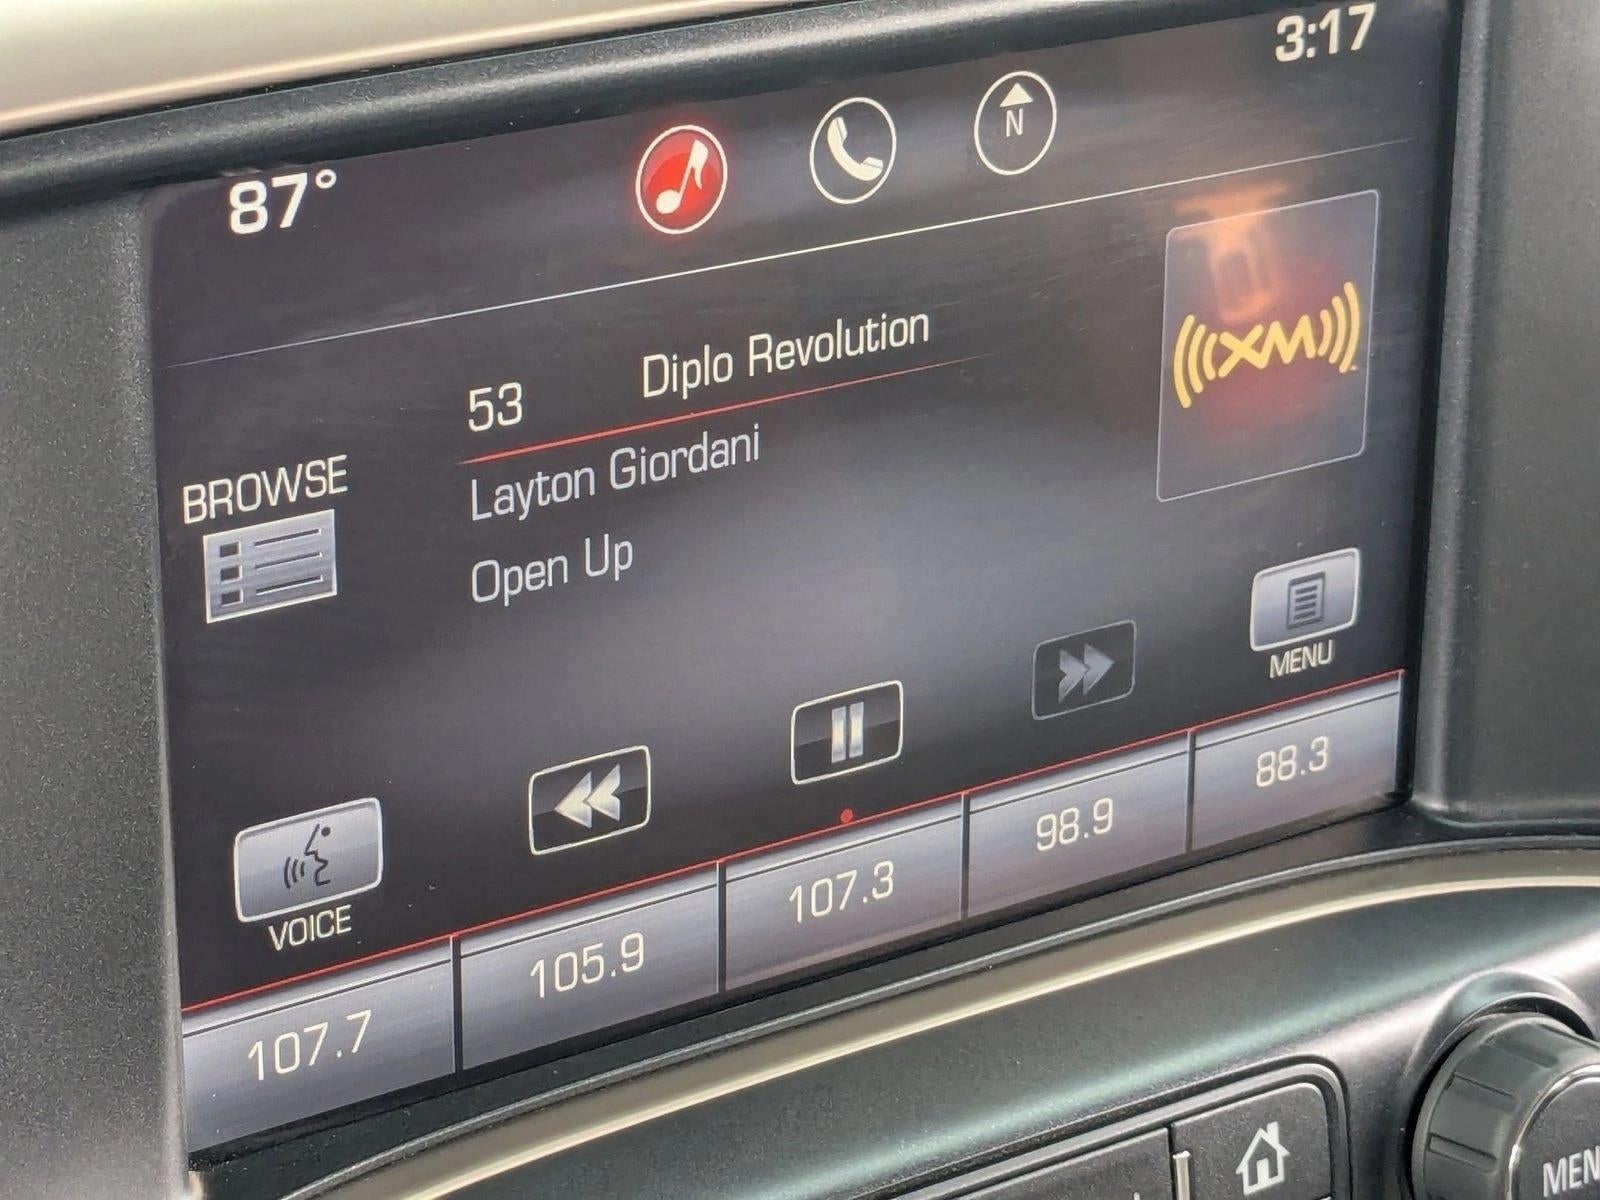 3:17
87°
N
53 Diplo Revolution
((((XM))))
BROWSE
Layton Giordani
Open Up
MENU
VOICE
107.7 105.9 107.3 98.9 88.3
MEN